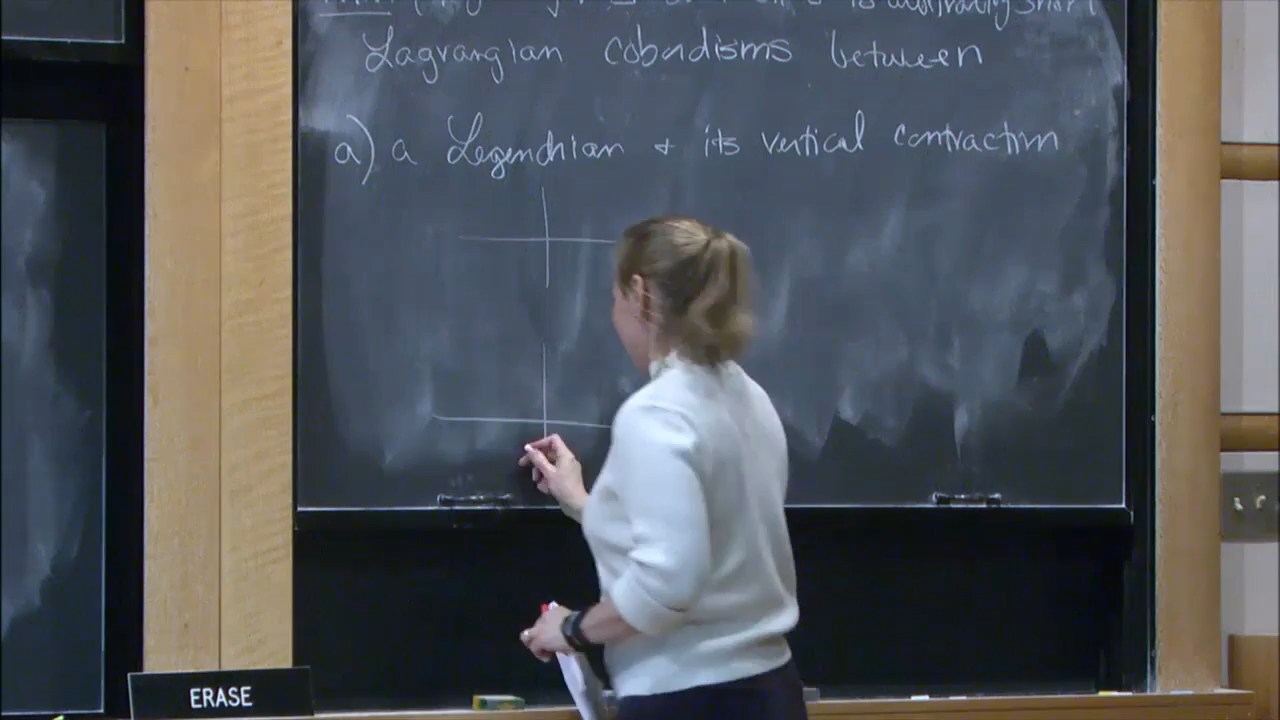 Lagrangian cobordisms between
a) a Legendrian + its vertical contraction
ERASE